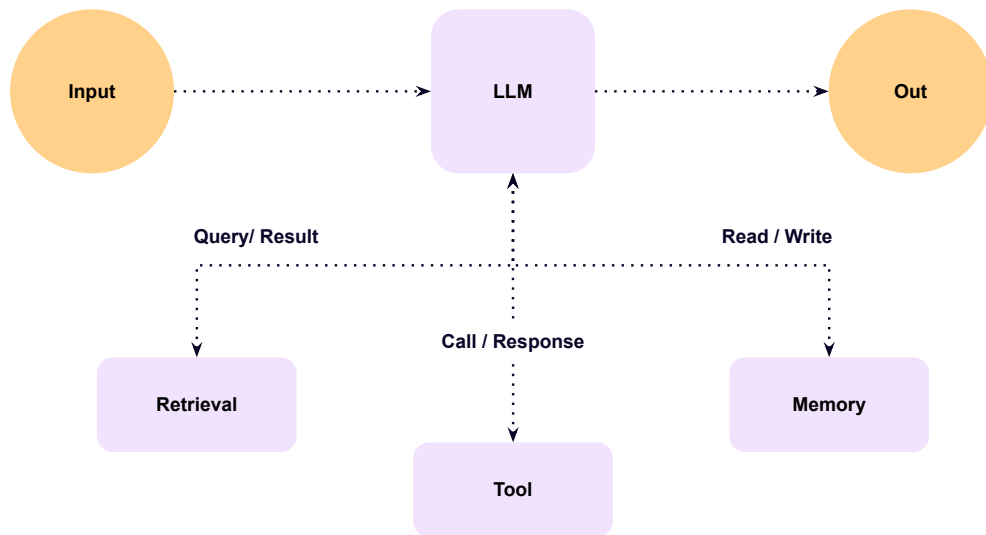 Input
LLM
Out
Query/ Result
Read / Write
Call / Response
Retrieval
Memory
Tool